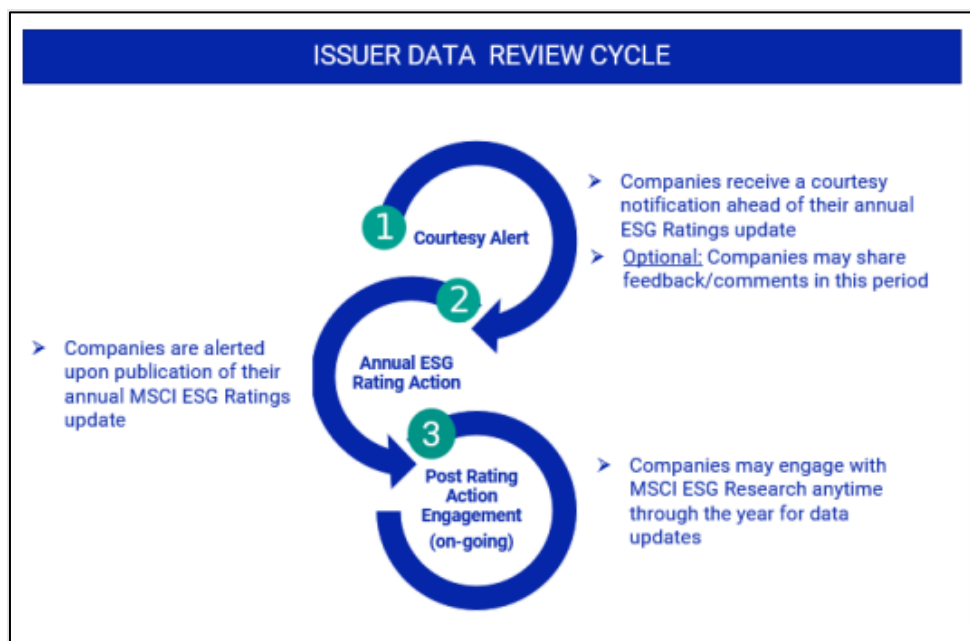 ISSUER DATA REVIEW CYCLE
1
Courtesy Alert
➤ Companies receive a courtesy
notification ahead of their annual
ESG Ratings update
➤ Optional: Companies may share
feedback/comments in this period
2
Annual ESG
Rating Action
➤ Companies are alerted
upon publication of their
annual MSCI ESG Ratings
update
3
Post Rating
Action
Engagement
(on-going)
➤ Companies may engage with
MSCI ESG Research anytime
through the year for data
updates